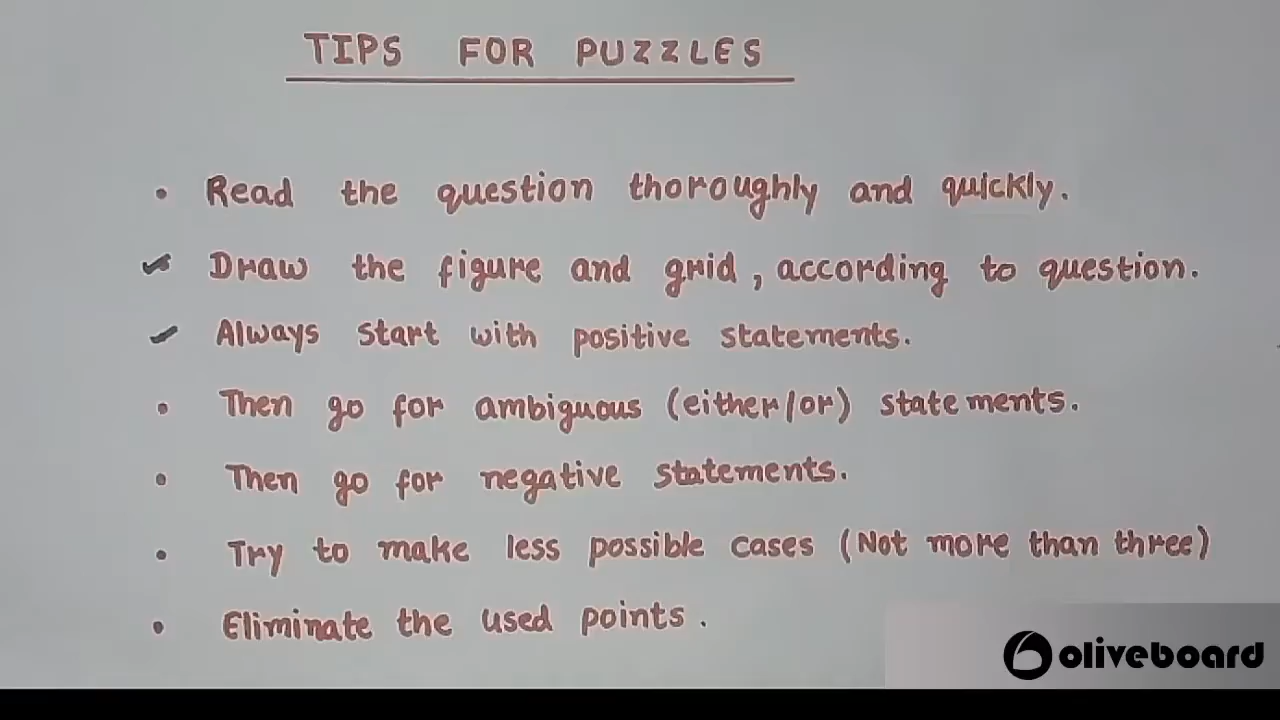 TIPS FOR PUZZLES
• Read the question thoroughly and quickly.
Draw the figure and grid, according to question.
Always start with positive statements.
• Then go for ambiguous (either/or) statements.
• Then go for negative statements.
• Try to make less possible cases (Not more than three)
• Eliminate the used points.
oliveboard